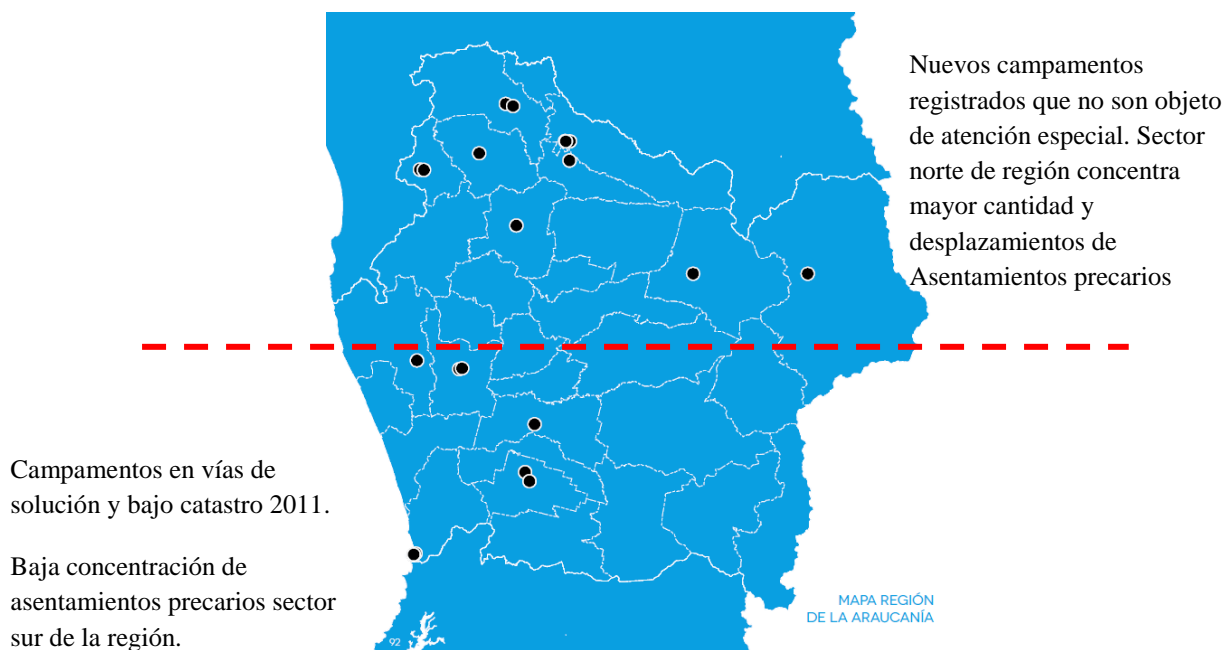 Nuevos campamentos
registrados que no son objeto
de atención especial. Sector
norte de región concentra
mayor cantidad y
desplazamientos de
Asentamientos precarios
Campamentos en vías de
solución y bajo catastro 2011.
Baja concentración de
asentamientos precarios sector
sur de la región.
MAPA REGIÓN
DE LA ARAUCANÍA
92